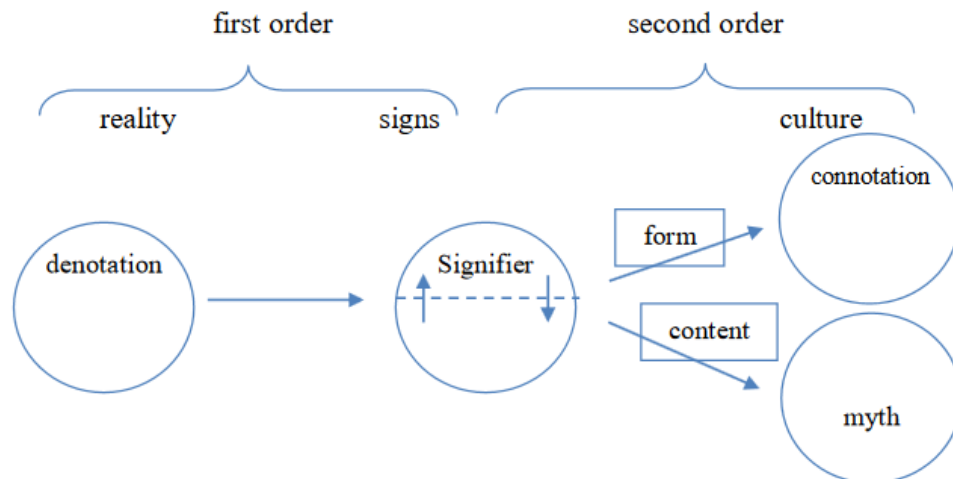 first order second order
reality signs culture
connotation
form
denotation Signifier
content
myth